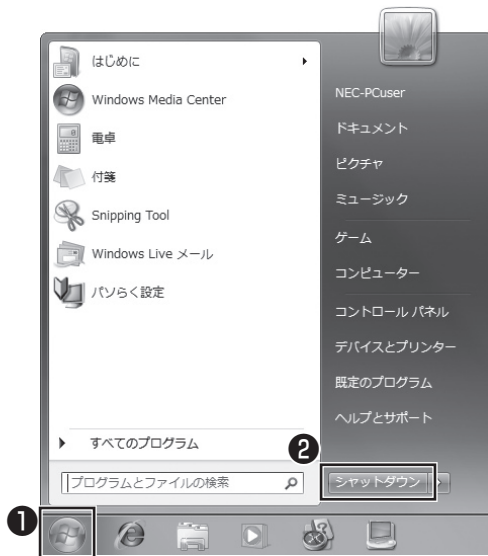 はじめに
Windows Media Center
電卓
付箋
Snipping Tool
Windows Live メール
パソらく設定
すべてのプログラム
プログラムとファイルの検索
NEC-PCuser
ドキュメント
ピクチャ
ミュージック
ゲーム
コンピューター
コントロール パネル
デバイスとプリンター
既定のプログラム
ヘルプとサポート
❷
シャットダウン
❶